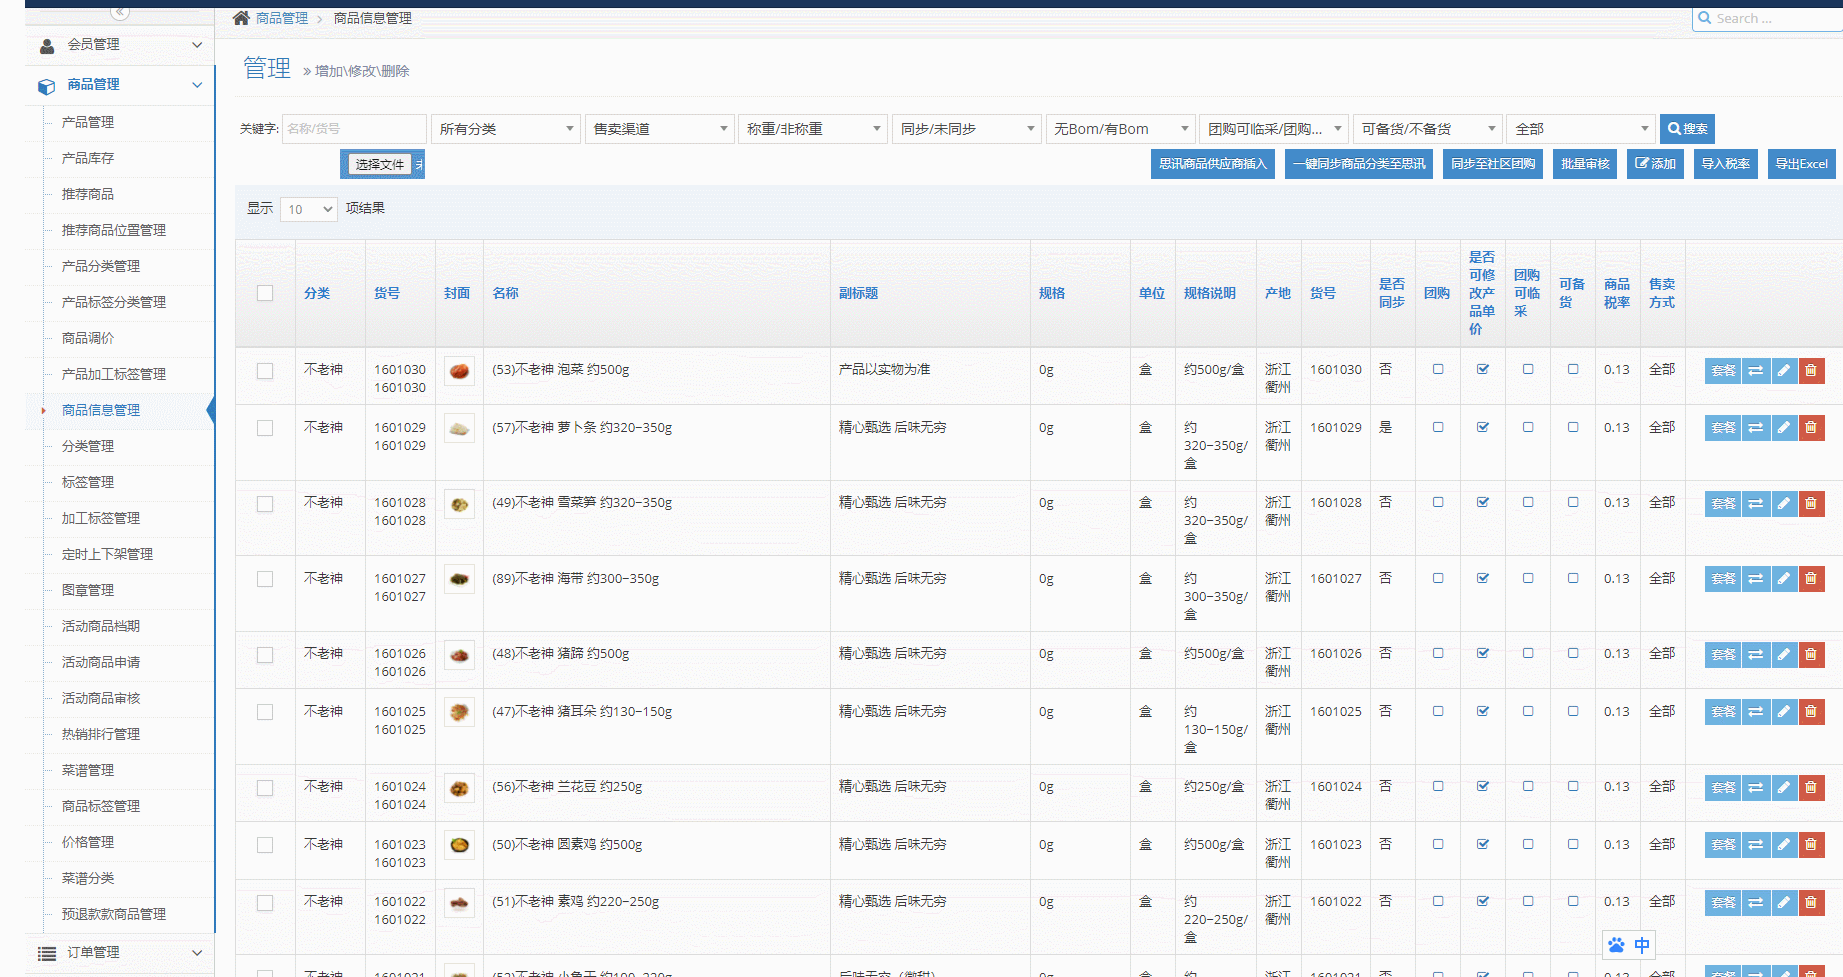 商品管理 > 商品信息管理
Search ...
会员管理
商品管理
产品管理
产品库存
推荐商品
推荐商品位置管理
产品分类管理
产品标签分类管理
商品调价
产品加工标签管理
商品信息管理
分类管理
标签管理
加工标签管理
定时上下架管理
图章管理
活动商品档期
活动商品申请
活动商品审核
热销排行管理
菜谱管理
商品标签管理
价格管理
菜谱分类
预退款款商品管理
订单管理
管理 » 增加\修改\删除
关键字: 名称/货号 所有分类 售卖渠道 称重/非称重 同步/未同步 无Bom/有Bom 团购可临采/团购... 可备货/不备货 全部 搜索
选择文件 思讯商品供应商插入 一键同步商品分类至思讯 同步至社区团购 批量审核 添加 导入税率 导出Excel
显示 10 项结果
分类 货号 封面 名称 副标题 规格 单位 规格说明 产地 货号 是否同步 团购 是否可修改产品单价 团购可临采 可备货 商品税率 售卖方式
不老神 1601030 (53)不老神 泡菜 约500g 产品以实物为准 0g 盒 约500g/盒 浙江 1601030 否 0.13 全部 套餐
1601030 衢州
不老神 1601029 (57)不老神 萝卜条 约320-350g 精心甄选 后味无穷 0g 盒 约 浙江 1601029 是 0.13 全部 套餐
1601029 320-350g/ 衢州
盒
不老神 1601028 (49)不老神 雪菜笋 约320-350g 精心甄选 后味无穷 0g 盒 约 浙江 1601028 否 0.13 全部 套餐
1601028 320-350g/ 衢州
盒
不老神 1601027 (89)不老神 海带 约300-350g 精心甄选 后味无穷 0g 盒 约 浙江 1601027 否 0.13 全部 套餐
1601027 300-350g/ 衢州
盒
不老神 1601026 (48)不老神 猪蹄 约500g 精心甄选 后味无穷 0g 盒 约500g/盒 浙江 1601026 否 0.13 全部 套餐
1601026 衢州
不老神 1601025 (47)不老神 猪耳朵 约130-150g 精心甄选 后味无穷 0g 盒 约 浙江 1601025 否 0.13 全部 套餐
1601025 130-150g/ 衢州
盒
不老神 1601024 (56)不老神 兰花豆 约250g 精心甄选 后味无穷 0g 盒 约250g/盒 浙江 1601024 否 0.13 全部 套餐
1601024 衢州
不老神 1601023 (50)不老神 圆素鸡 约500g 精心甄选 后味无穷 0g 盒 约500g/盒 浙江 1601023 否 0.13 全部 套餐
1601023 衢州
不老神 1601022 (51)不老神 素鸡 约220-250g 精心甄选 后味无穷 0g 盒 约 浙江 1601022 否 0.13 全部 套餐
1601022 220-250g/ 衢州
盒
中
不老神 1601021 0g 盒 约 浙江 1601021 否 0.13 全部 套餐